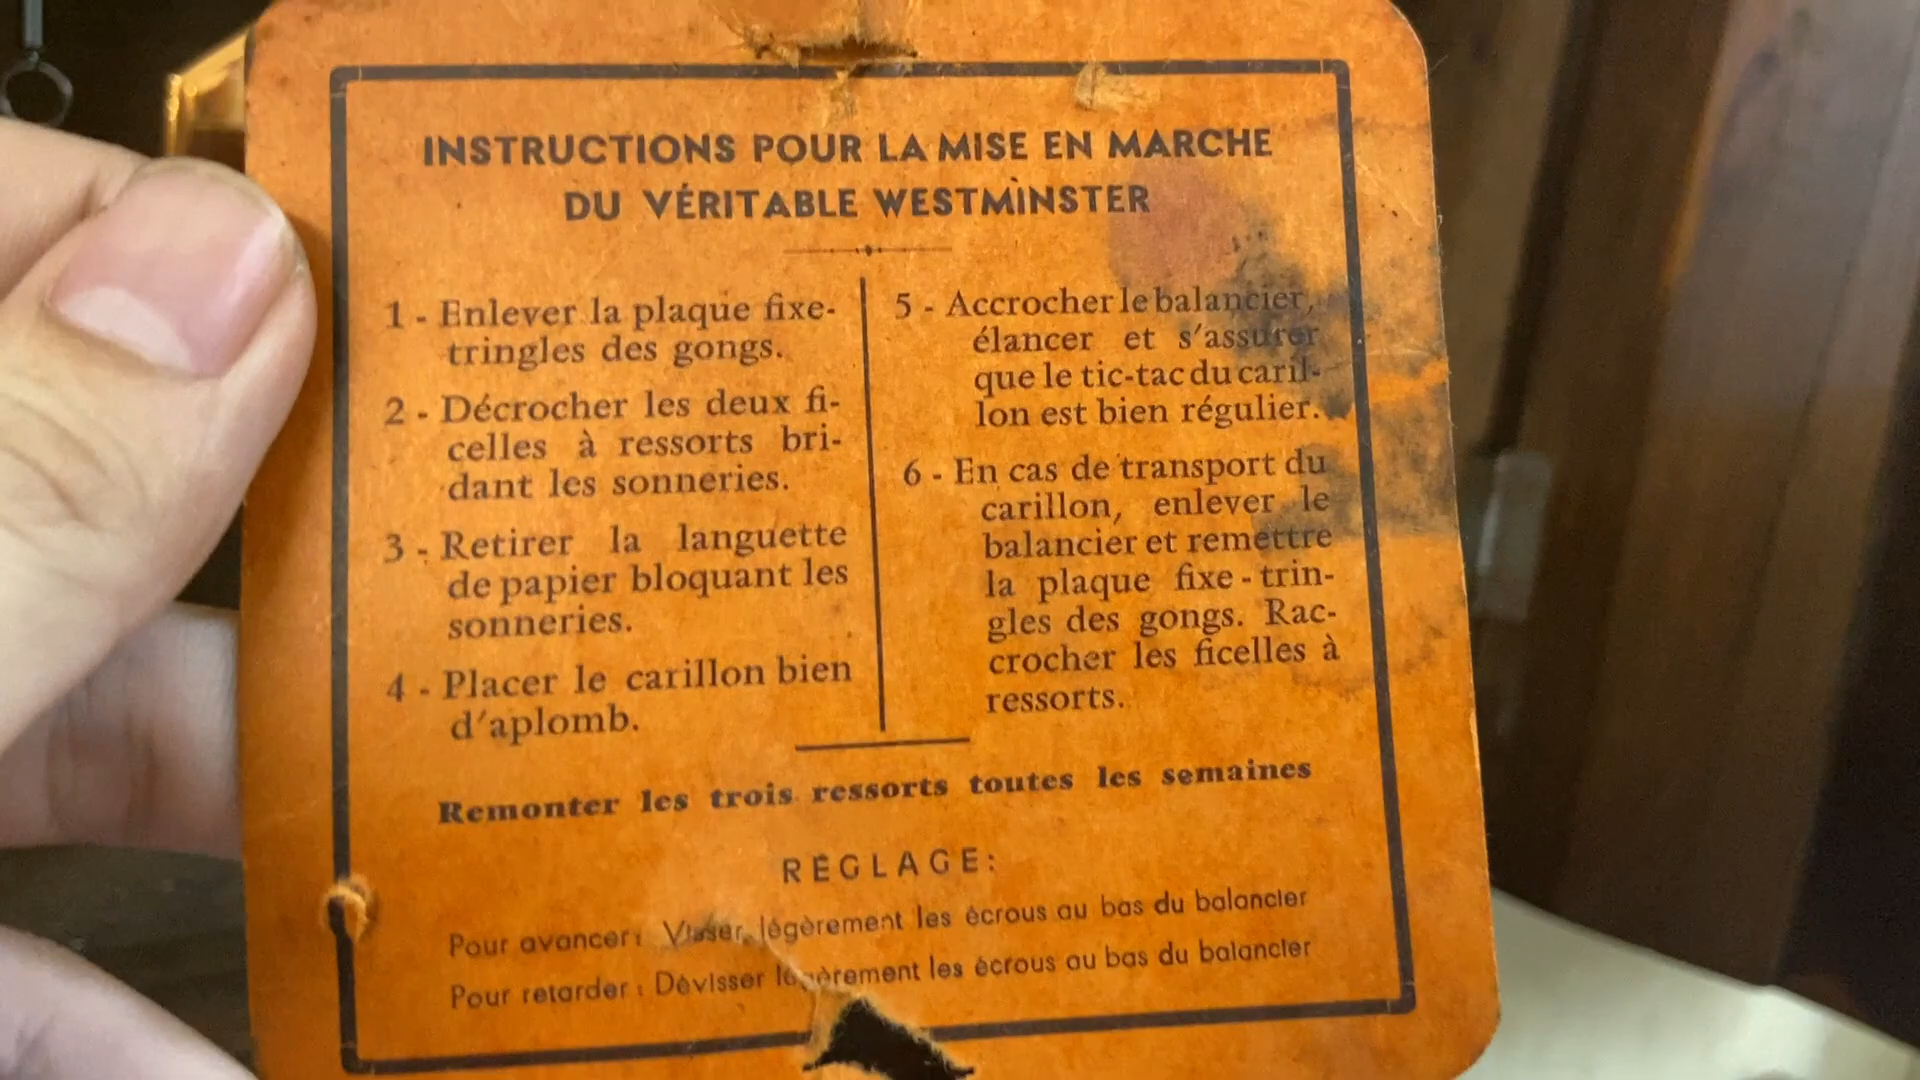 INSTRUCTIONS POUR LA MISE EN MARCHE
DU VÉRITABLE WESTMINSTER
1 - Enlever la plaque fixe-
tringles des gongs.
2 - Décrocher les deux fi-
celles à ressorts bri-
dant les sonneries.
3 - Retirer la languette
de papier bloquant les
sonneries.
4 - Placer le carillon bien
d'aplomb.
5 - Accrocher le balancier,
élancer et s'assurer
que le tic-tac du caril-
lon est bien régulier.
6 - En cas de transport du
carillon, enlever le
balancier et remettre
la plaque fixe-trin-
gles des gongs. Rac-
crocher les ficelles à
ressorts.
Remonter les trois ressorts toutes les semaines
RÉGLAGE:
Pour avancer: Visser légèrement les écrous au bas du balancier
Pour retarder: Dévisser légèrement les écrous au bas du balancier